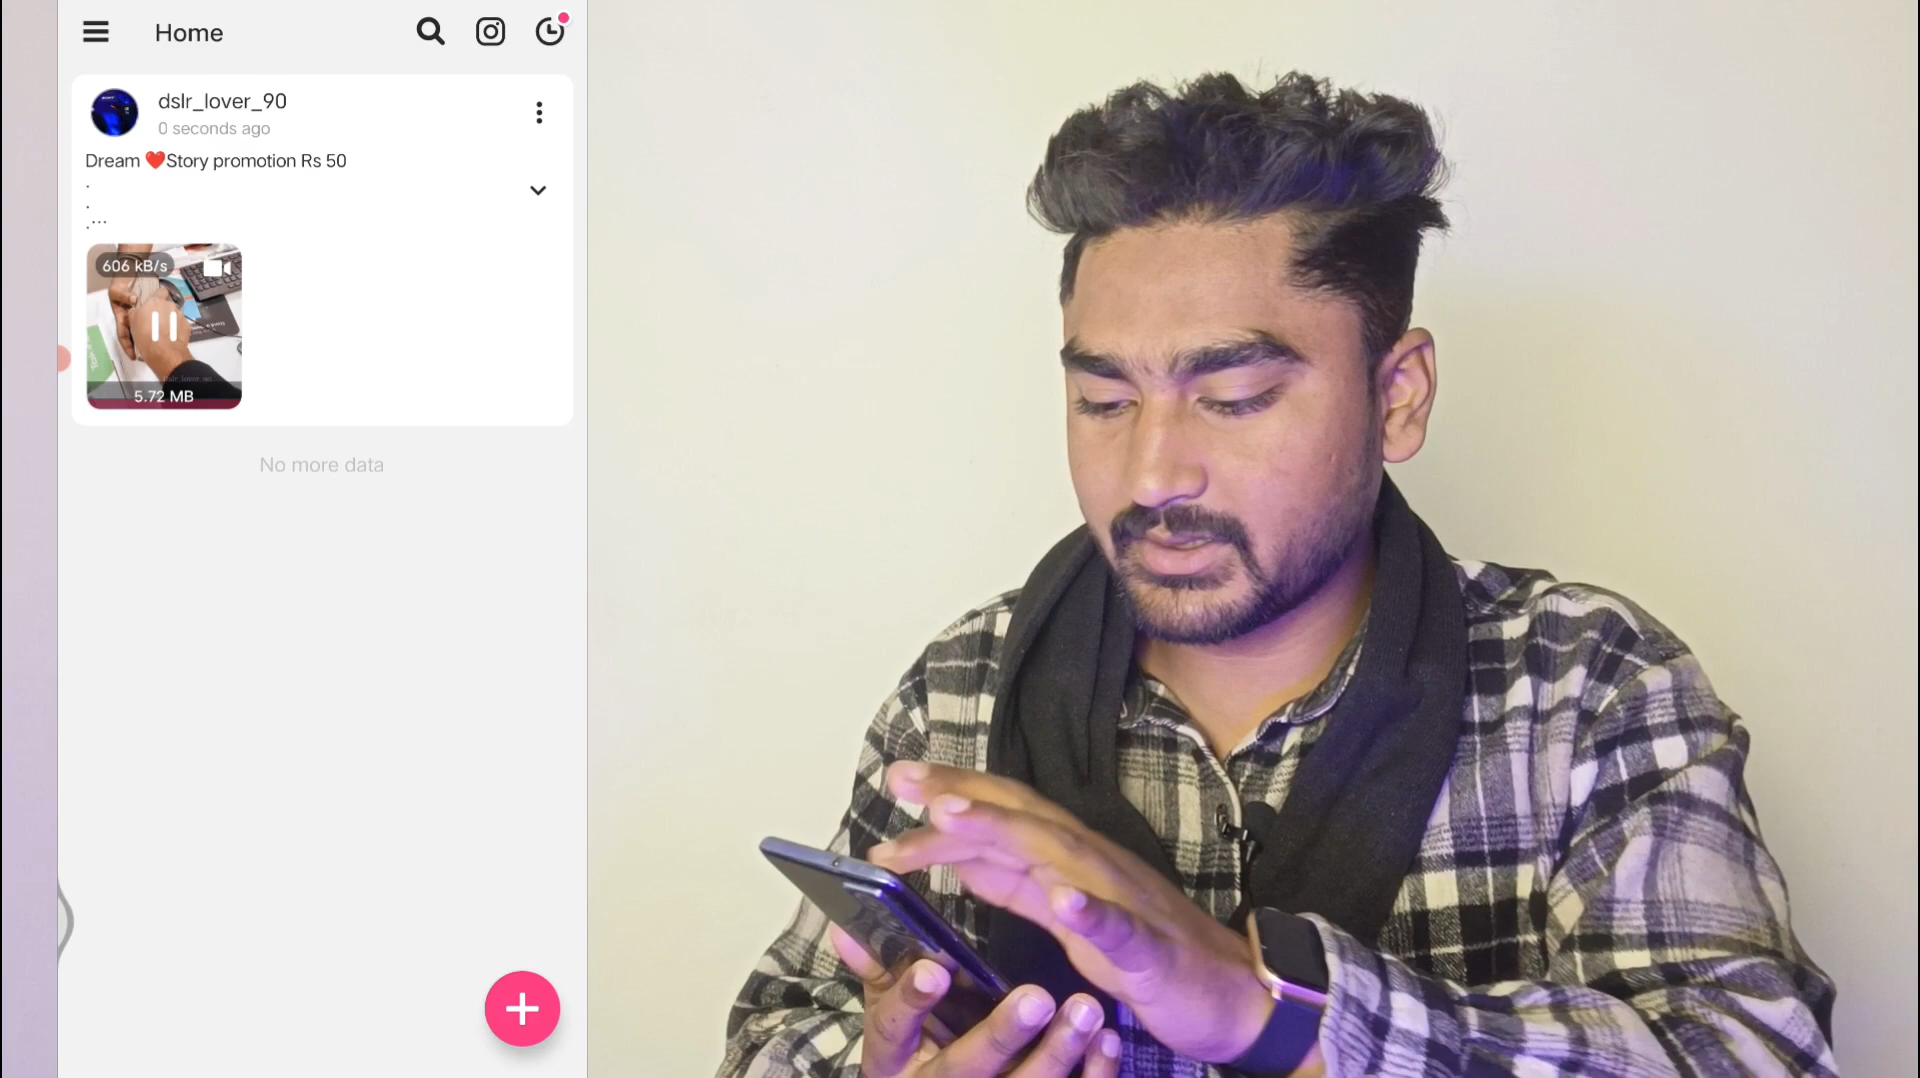 Home
dslr_lover_90
0 seconds ago
Dream ❤️Story promotion Rs 50
.
.
....
606 kB/s
5.72 MB
No more data